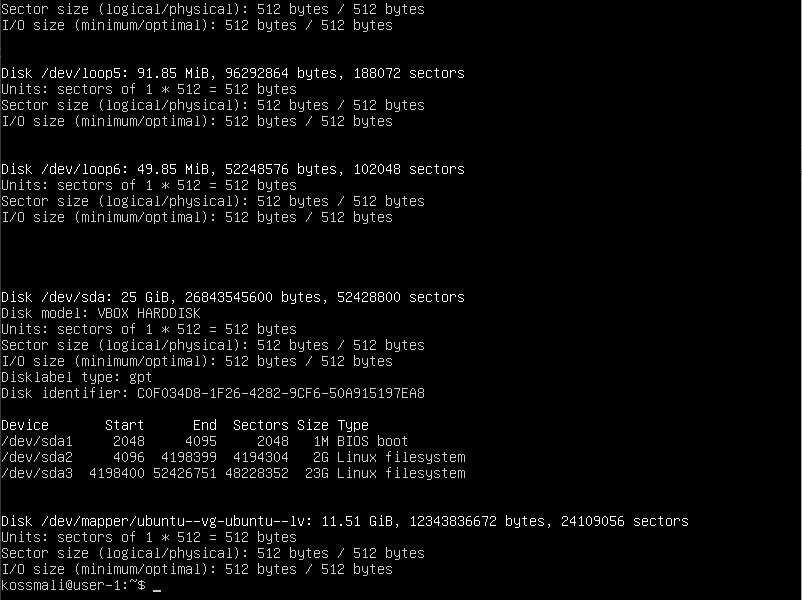 Sector size (logical/physical): 512 bytes / 512 bytes
I/O size (minimum/optimal): 512 bytes / 512 bytes
Disk /dev/loop5: 91.85 MiB, 96292864 bytes, 188072 sectors
Units: sectors of 1 * 512 = 512 bytes
Sector size (logical/physical): 512 bytes / 512 bytes
I/O size (minimum/optimal): 512 bytes / 512 bytes
Disk /dev/loop6: 49.85 MiB, 52248576 bytes, 102048 sectors
Units: sectors of 1 * 512 = 512 bytes
Sector size (logical/physical): 512 bytes / 512 bytes
I/O size (minimum/optimal): 512 bytes / 512 bytes
Disk /dev/sda: 25 GiB, 26843545600 bytes, 52428800 sectors
Disk model: VBOX HARDDISK
Units: sectors of 1 * 512 = 512 bytes
Sector size (logical/physical): 512 bytes / 512 bytes
I/O size (minimum/optimal): 512 bytes / 512 bytes
Disklabel type: gpt
Disk identifier: C0F034D8-1F26-4282-9CF6-50A915197EA8
Device       Start      End  Sectors Size Type
/dev/sda1     2048     4095     2048   1M BIOS boot
/dev/sda2     4096  4198399  4194304   2G Linux filesystem
/dev/sda3  4198400 52426751 48228352  23G Linux filesystem
Disk /dev/mapper/ubuntu--vg-ubuntu--lv: 11.51 GiB, 12343836672 bytes, 24109056 sectors
Units: sectors of 1 * 512 = 512 bytes
Sector size (logical/physical): 512 bytes / 512 bytes
I/O size (minimum/optimal): 512 bytes / 512 bytes
kossmali@user-1:~$ _